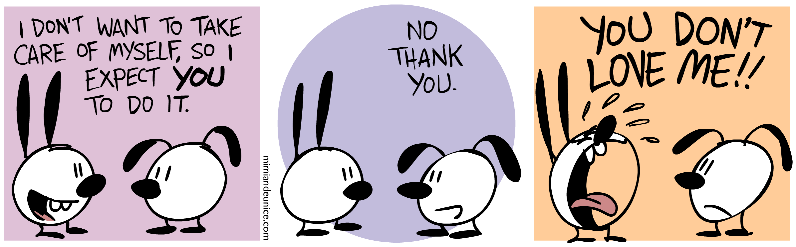 I DON'T WANT TO TAKE
CARE OF MYSELF, SO I
EXPECT YOU
TO DO IT.
mimiandeunice.com
NO
THANK
YOU.
YOU DON'T
LOVE ME!!